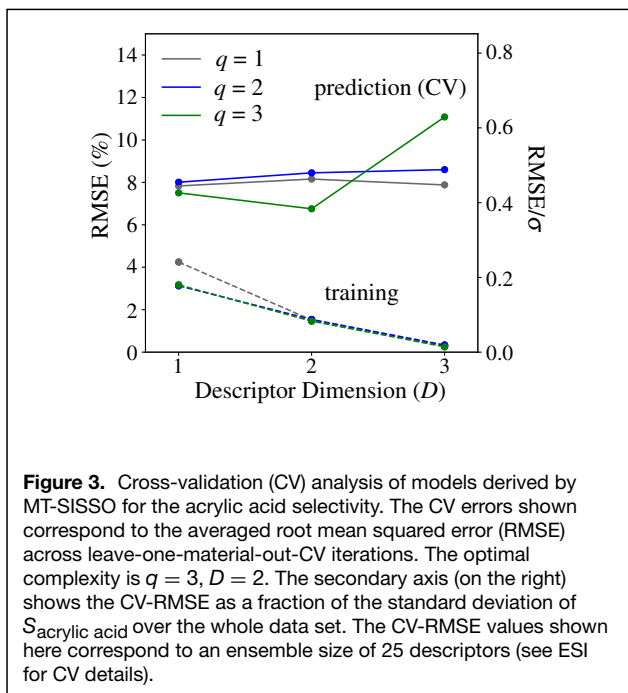 14
12
10
8
6
4
2
0
RMSE (%)
q = 1
q = 2
q = 3
prediction (CV)
training
0.8
0.6
0.4
0.2
0.0
RMSE/σ
1 2 3
Descriptor Dimension (D)
Figure 3. Cross-validation (CV) analysis of models derived by
MT-SISSO for the acrylic acid selectivity. The CV errors shown
correspond to the averaged root mean squared error (RMSE)
across leave-one-material-out-CV iterations. The optimal
complexity is q = 3, D = 2. The secondary axis (on the right)
shows the CV-RMSE as a fraction of the standard deviation of
S acrylic acid over the whole data set. The CV-RMSE values shown
here correspond to an ensemble size of 25 descriptors (see ESI
for CV details).